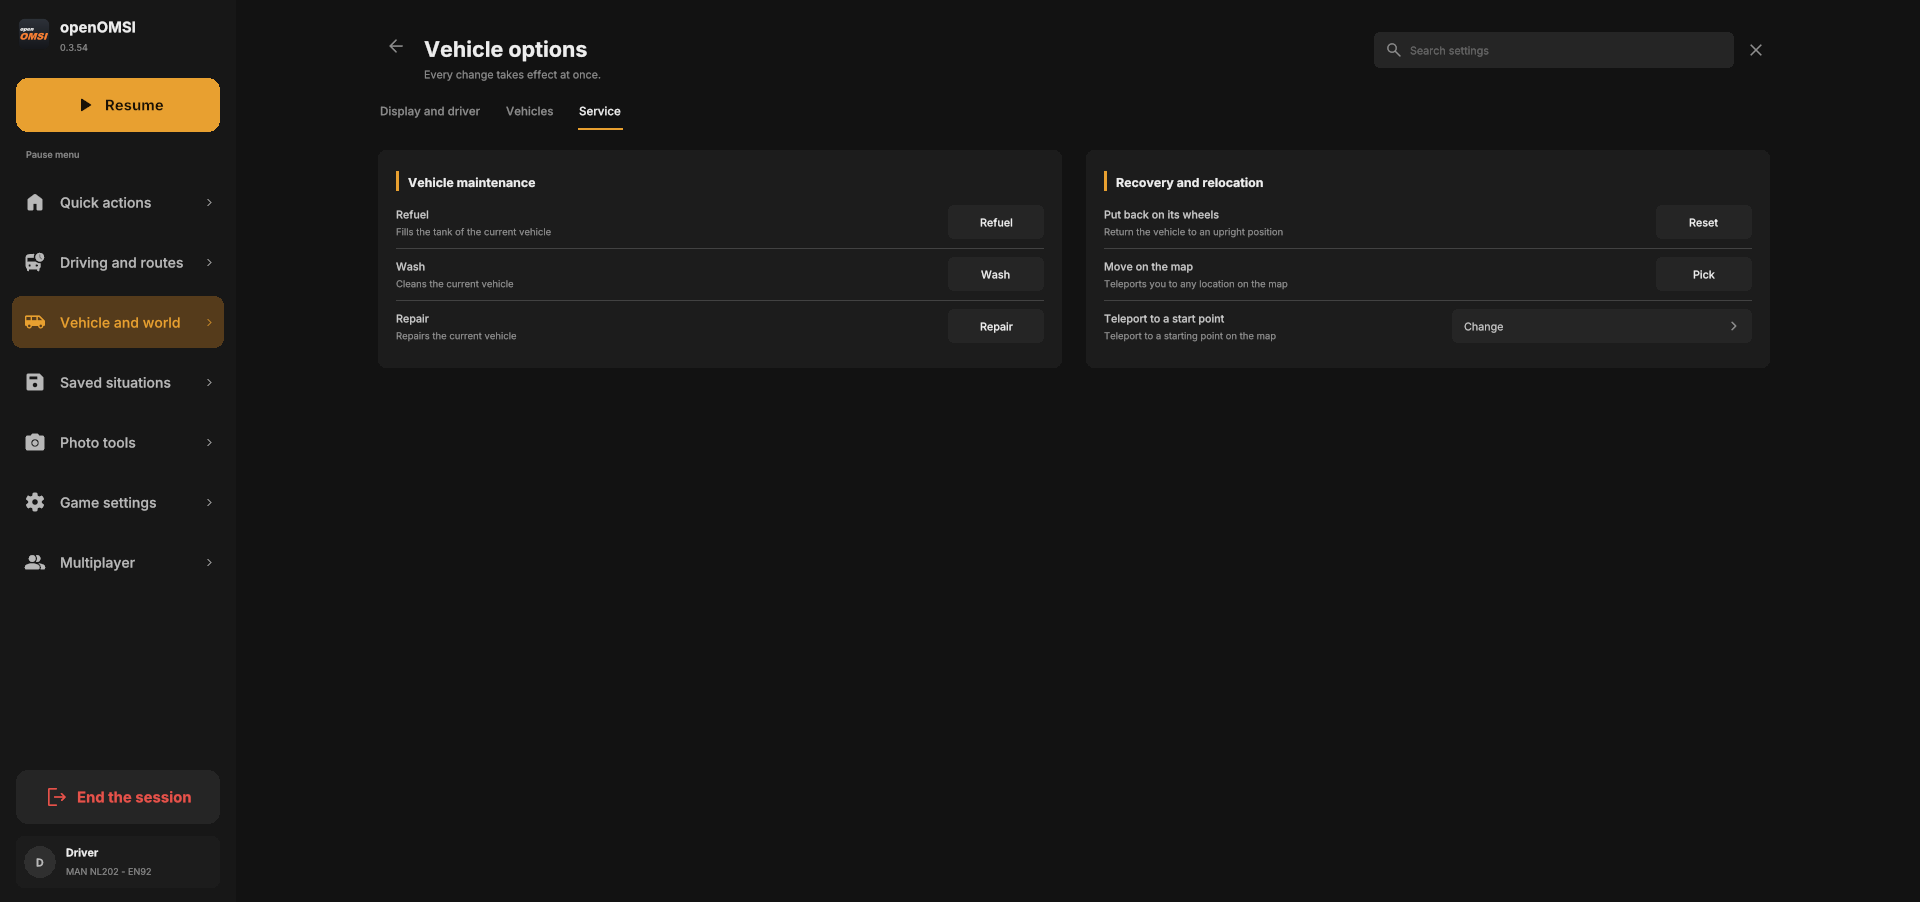 open
OMSI
openOMSI
0.3.54
Resume
Pause menu
Quick actions
Driving and routes
Vehicle and world
Saved situations
Photo tools
Game settings
Multiplayer
End the session
D
Driver
MAN NL202 - EN92
Vehicle options
Every change takes effect at once.
Search settings
Display and driver
Vehicles
Service
Vehicle maintenance
Refuel
Fills the tank of the current vehicle
Refuel
Wash
Cleans the current vehicle
Wash
Repair
Repairs the current vehicle
Repair
Recovery and relocation
Put back on its wheels
Return the vehicle to an upright position
Reset
Move on the map
Teleports you to any location on the map
Pick
Teleport to a start point
Teleport to a starting point on the map
Change